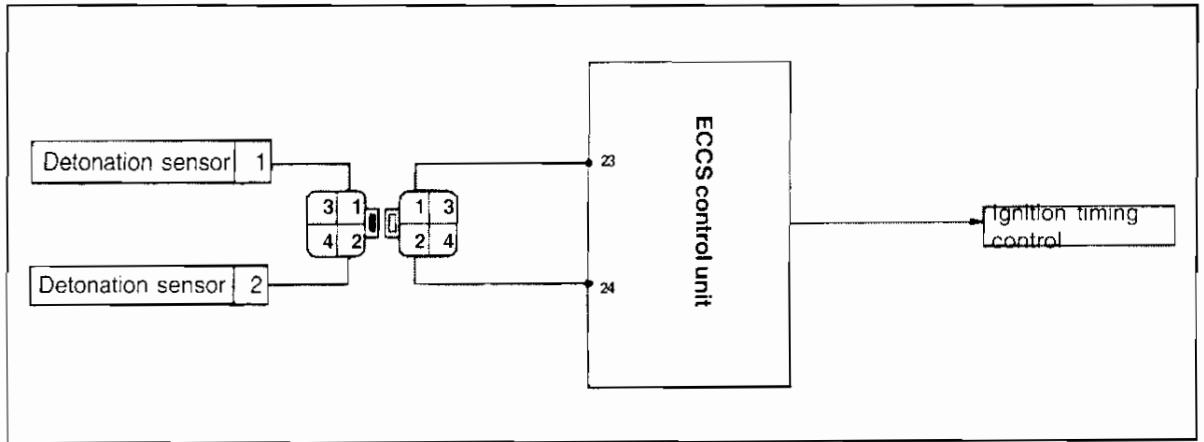 Detonation sensor 1
Detonation sensor 2
3 1
4 2
1 3
2 4
23
24
ECCS control unit
Ignition timing
control